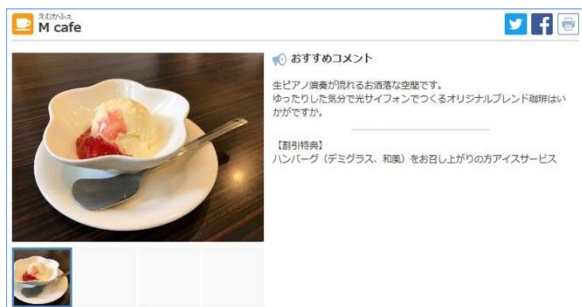 えむかふぇ
M cafe
おすすめコメント
生ピアノ演奏が流れるお洒落な空間です。
ゆったりした気分で光サイフォンでつくるオリジナルブレンド珈琲はい
かがですか。
【割引特典】
ハンバーグ（デミグラス、和風）をお召し上がりの方アイスサービス